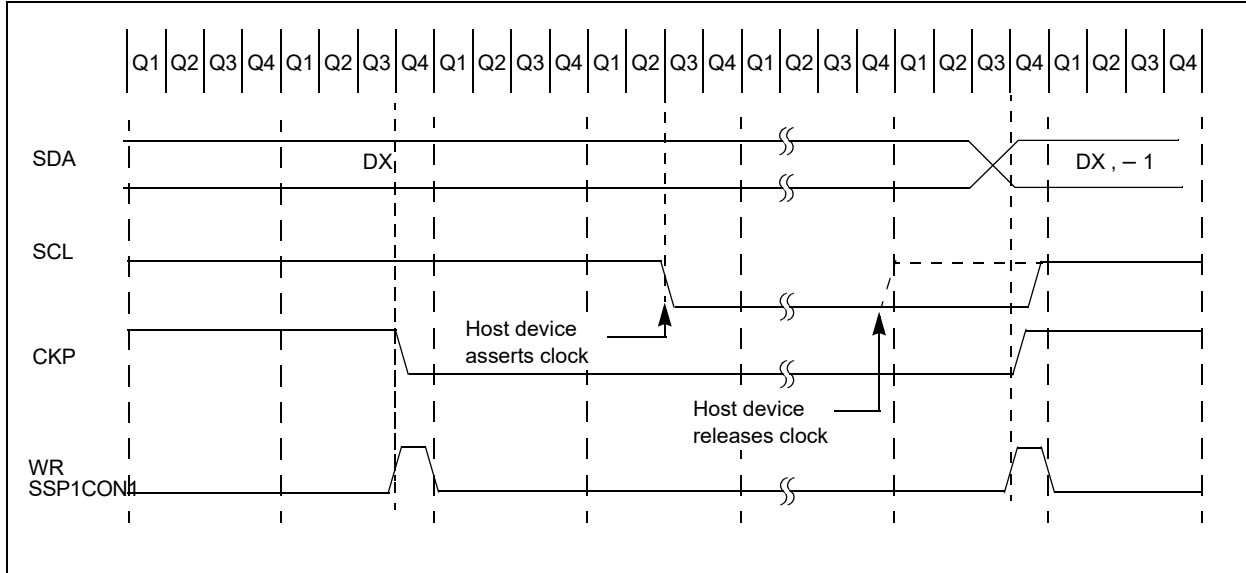 Q1 Q2 Q3 Q4 Q1 Q2 Q3 Q4 Q1 Q2 Q3 Q4 Q1 Q2 Q3 Q4 Q1 Q2 Q3 Q4 Q1 Q2 Q3 Q4 Q1 Q2 Q3 Q4
SDA
DX
DX , – 1
SCL
Host device
asserts clock
CKP
Host device
releases clock
WR
SSP1CON1